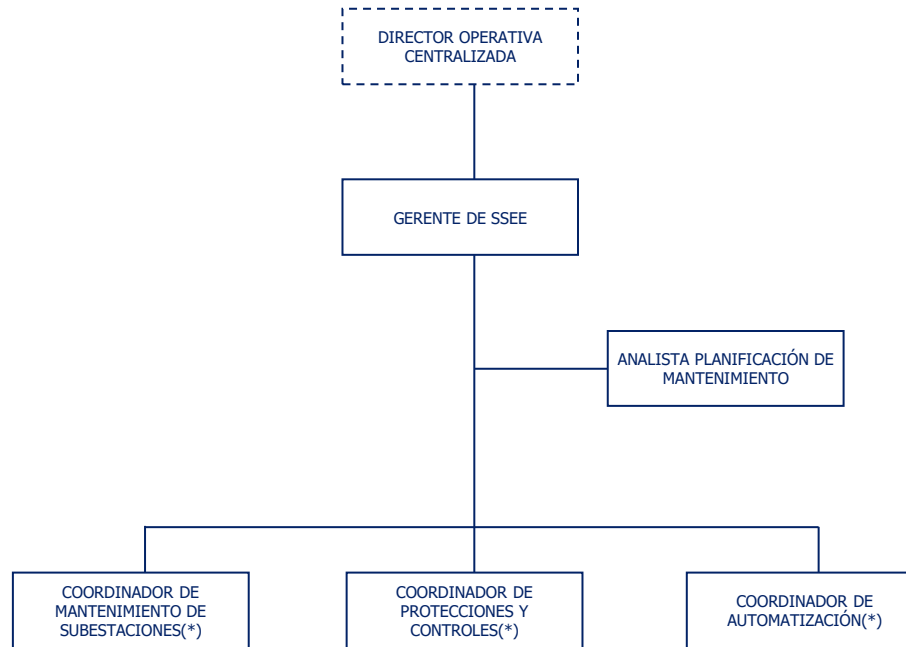 DIRECTOR OPERATIVA
CENTRALIZADA
GERENTE DE SSEE
ANALISTA PLANIFICACIÓN DE
MANTENIMIENTO
COORDINADOR DE
MANTENIMIENTO DE
SUBESTACIONES(*)
COORDINADOR DE
PROTECCIONES Y
CONTROLES(*)
COORDINADOR DE
AUTOMATIZACIÓN(*)